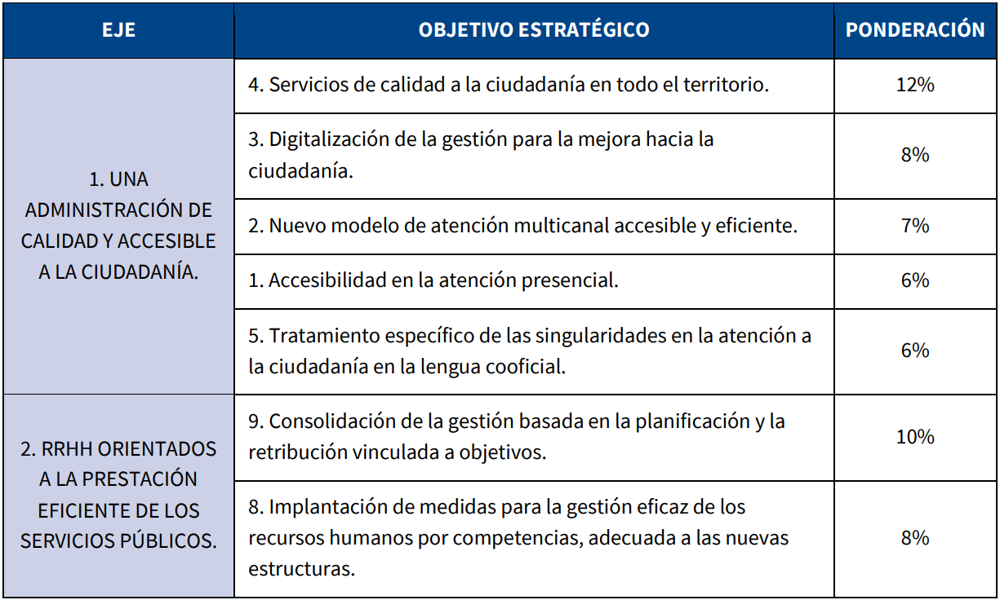 EJE
OBJETIVO ESTRATÉGICO
PONDERACIÓN
1. UNA
ADMINISTRACIÓN DE
CALIDAD Y ACCESIBLE
A LA CIUDADANÍA.
4. Servicios de calidad a la ciudadanía en todo el territorio.
12%
3. Digitalización de la gestión para la mejora hacia la
ciudadanía.
8%
2. Nuevo modelo de atención multicanal accesible y eficiente.
7%
1. Accesibilidad en la atención presencial.
6%
5. Tratamiento específico de las singularidades en la atención a
la ciudadanía en la lengua cooficial.
6%
2. RRHH ORIENTADOS
A LA PRESTACIÓN
EFICIENTE DE LOS
SERVICIOS PÚBLICOS.
9. Consolidación de la gestión basada en la planificación y la
retribución vinculada a objetivos.
10%
8. Implantación de medidas para la gestión eficaz de los
recursos humanos por competencias, adecuada a las nuevas
estructuras.
8%